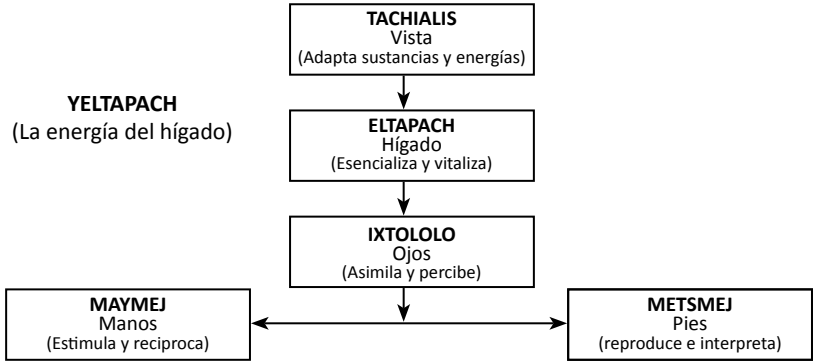 TACHIALIS
Vista
(Adapta sustancias y energías)
YELTAPACH
(La energía del hígado)
ELTAPACH
Hígado
(Esencializa y vitaliza)
IXTOLOLO
Ojos
(Asimila y percibe)
MAYMEJ
Manos
(Estimula y reciproca)
METSMEJ
Pies
(reproduce e interpreta)